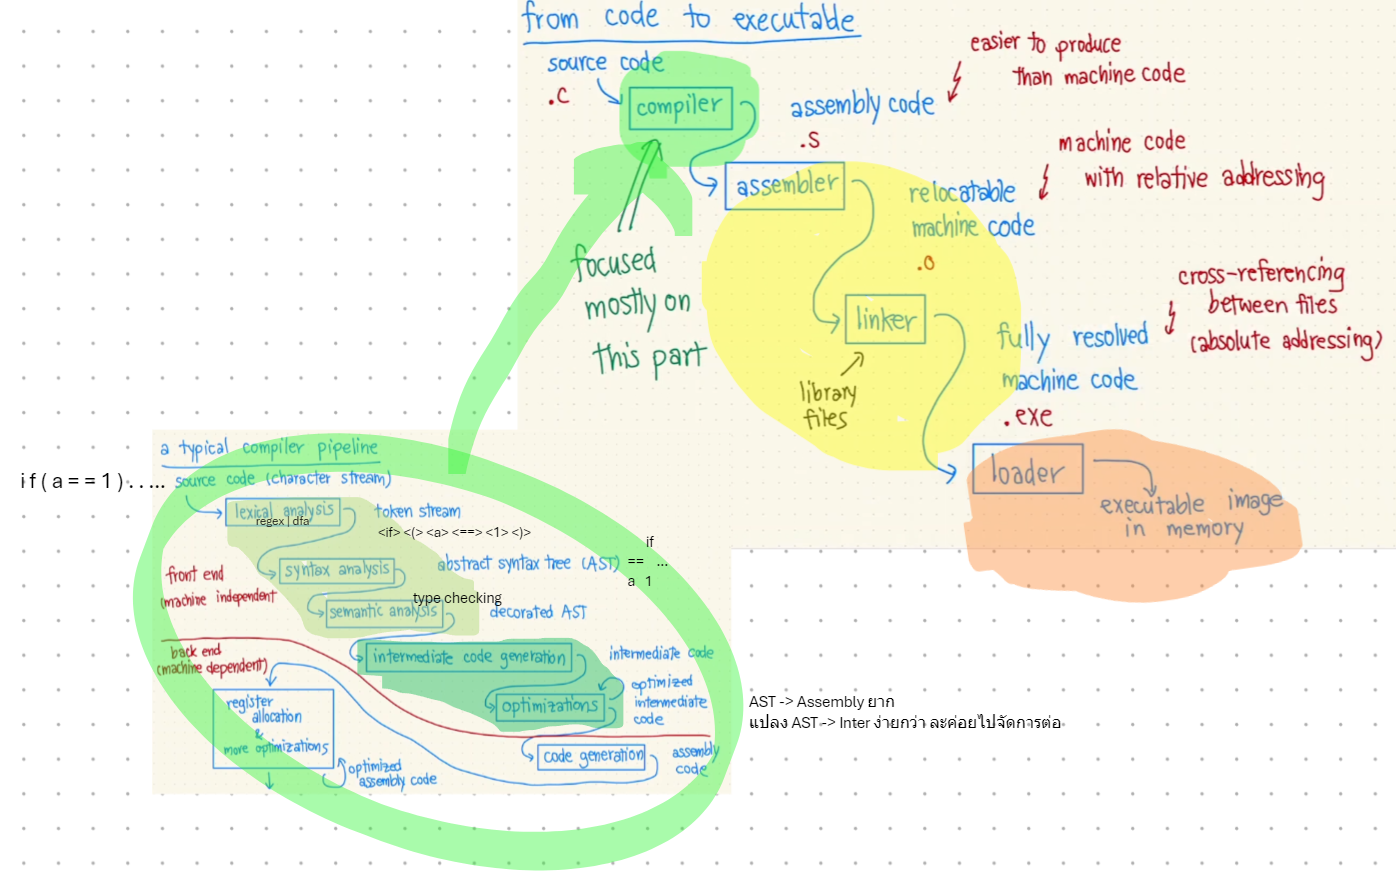 from code to executable
source code
.c
compiler
easier to produce
than machine code
assembly code
.s
machine code
with relative addressing
assembler
relocatable
machine code
.o
focused
mostly on
this part
cross-referencing
between files
(absolute addressing)
linker
library
files
fully resolved
machine code
.exe
loader
executable image
in memory
a typical compiler pipeline
if(a==1).....
source code (character stream)
lexical analysis
regex | dfa
token stream
<if> <(> <a> <==> <1> <)>
if
== ...
a 1
syntax analysis
abstract syntax tree (AST)
front end
(machine independent
type checking
semantic analysis
decorated AST
back end
(machine dependent)
intermediate code generation
intermediate code
optimizations
optimized
intermediate
code
register
allocation
&
more optimizations
code generation
assembly
code
optimized
assembly code
AST -> Assembly ยาก
แปลง AST -> Inter ง่ายกว่า ละค่อยไปจัดการต่อ